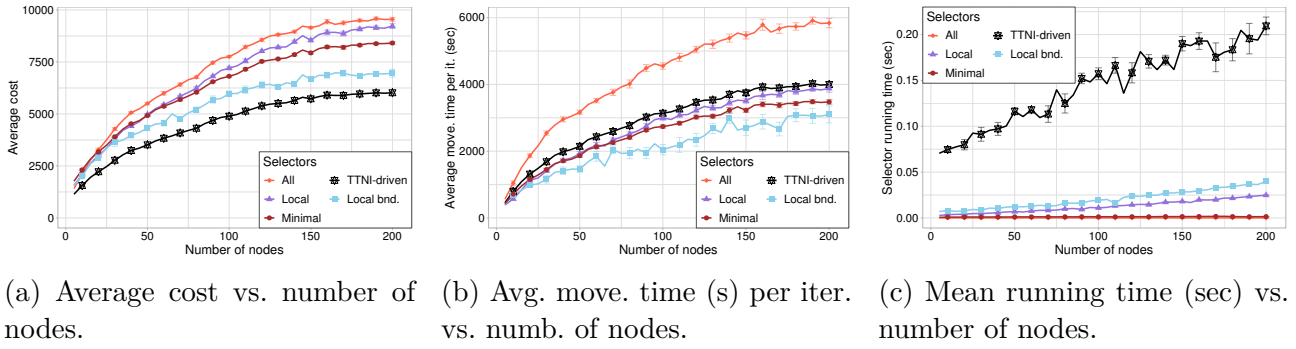 10000
7500
5000
2500
0
Average cost
0
50
100
150
200
Number of nodes
Selectors
All
TTNI-driven
Local
Local bnd.
Minimal
6000
4000
2000
0
Average move. time per it. (sec)
0
50
100
150
200
Number of nodes
Selectors
All
TTNI-driven
Local
Local bnd.
Minimal
0.20
0.15
0.10
0.05
0.00
Selector running time (sec)
0
50
100
150
200
Number of nodes
Selectors
All
TTNI-driven
Local
Local bnd.
Minimal
(a) Average cost vs. number of
nodes.
(b) Avg. move. time (s) per iter.
vs. numb. of nodes.
(c) Mean running time (sec) vs.
number of nodes.